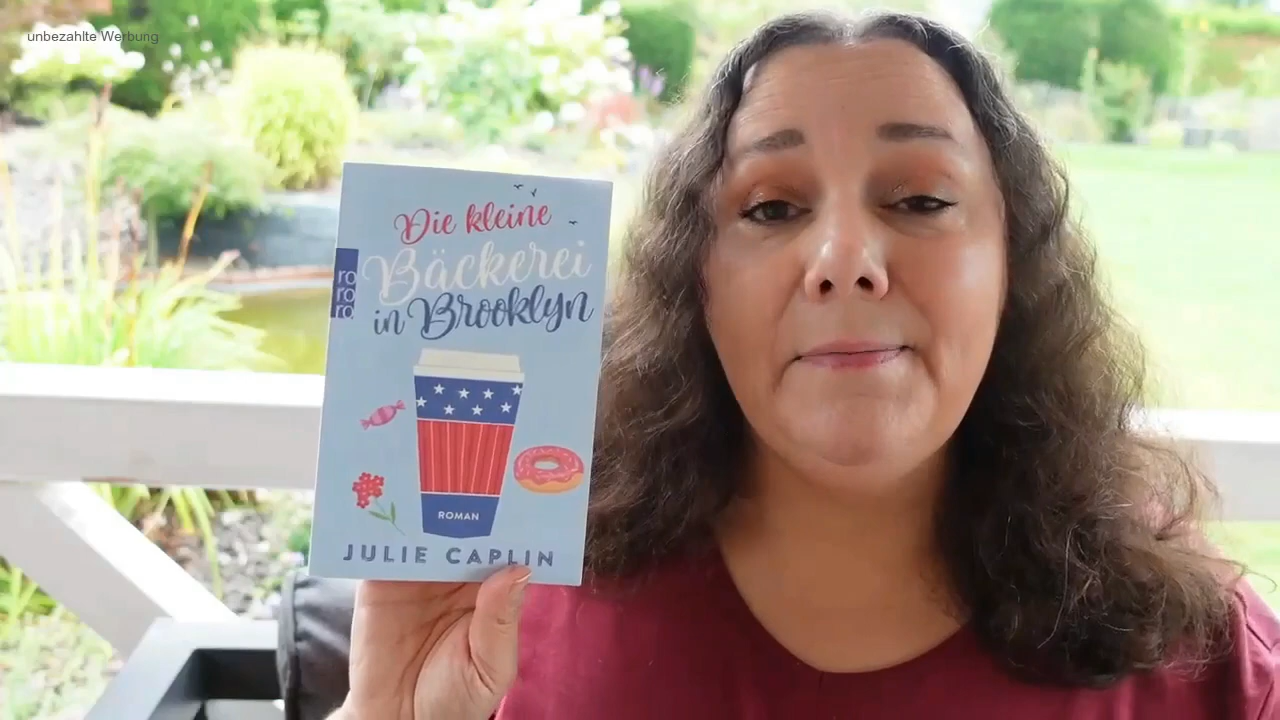 unbezahlte Werbung
Die kleine
Bäckerei
in Brooklyn
ro
ro
ro
ROMAN
JULIE CAPLIN